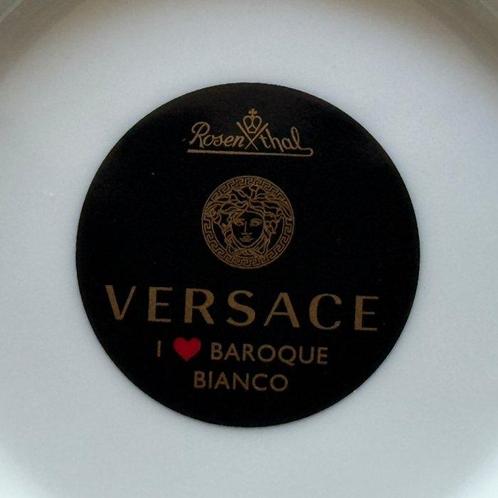 Rosenthal
VERSACE
I ❤ BAROQUE
BIANCO